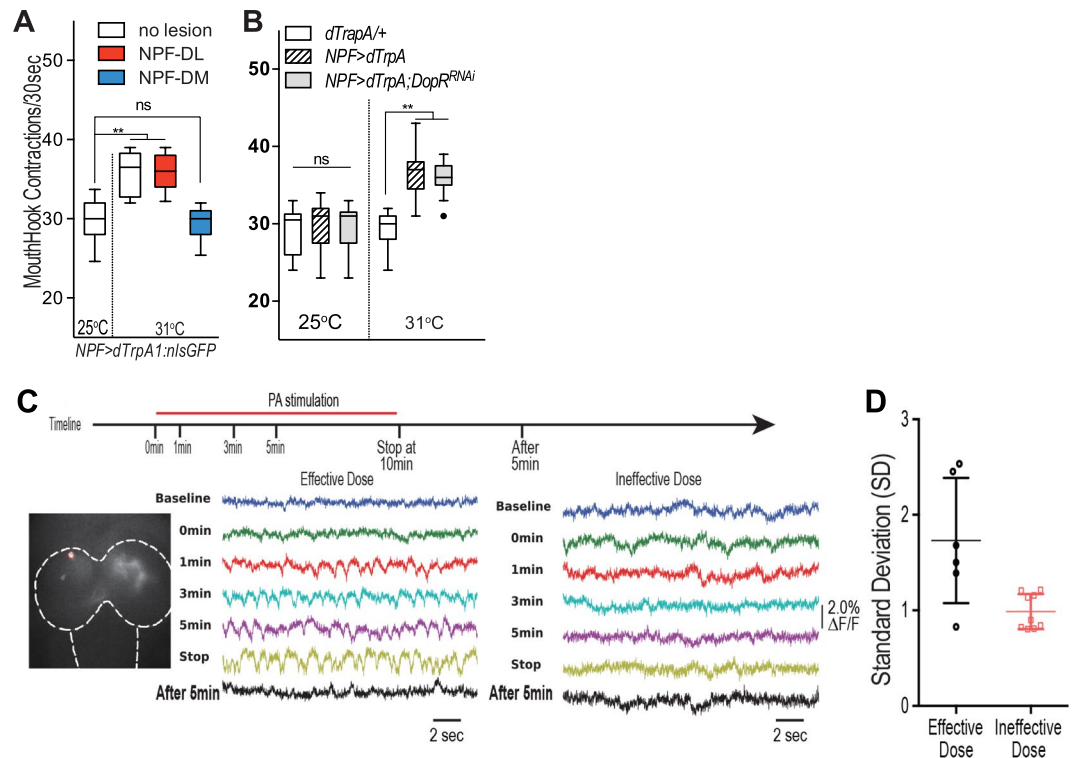 A
no lesion
NPF-DL
NPF-DM
MouthHook Contractions/30sec
50
40
30
20
ns
**
25°C
31°C
NPF>dTrpA1:nlsGFP
B
dTrapA/+
NPF>dTrpA
NPF>dTrpA;DopR^RNAi
50
40
30
20
ns
**
25°C
31°C
C
PA stimulation
Timeline
0min
1min
3min
5min
Stop at
10min
After
5min
Effective Dose
Baseline
0min
1min
3min
5min
Stop
After 5min
2 sec
Ineffective Dose
Baseline
0min
1min
3min
5min
Stop
After 5min
2.0%
ΔF/F
2 sec
D
Standard Deviation (SD)
3
2
1
0
Effective
Dose
Ineffective
Dose